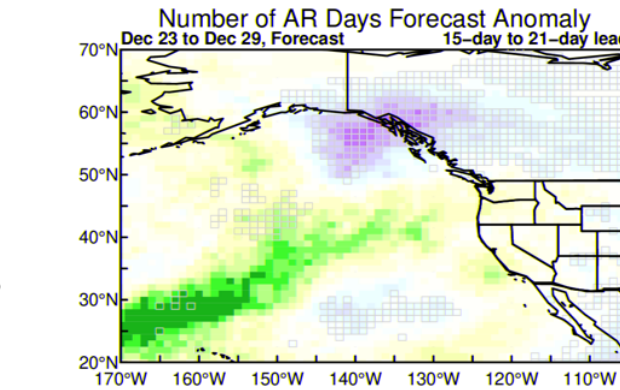 Number of AR Days Forecast Anomaly
Dec 23 to Dec 29, Forecast 15-day to 21-day lead
70°N
60°N
50°N
40°N
30°N
20°N
170°W 160°W 150°W 140°W 130°W 120°W 110°W